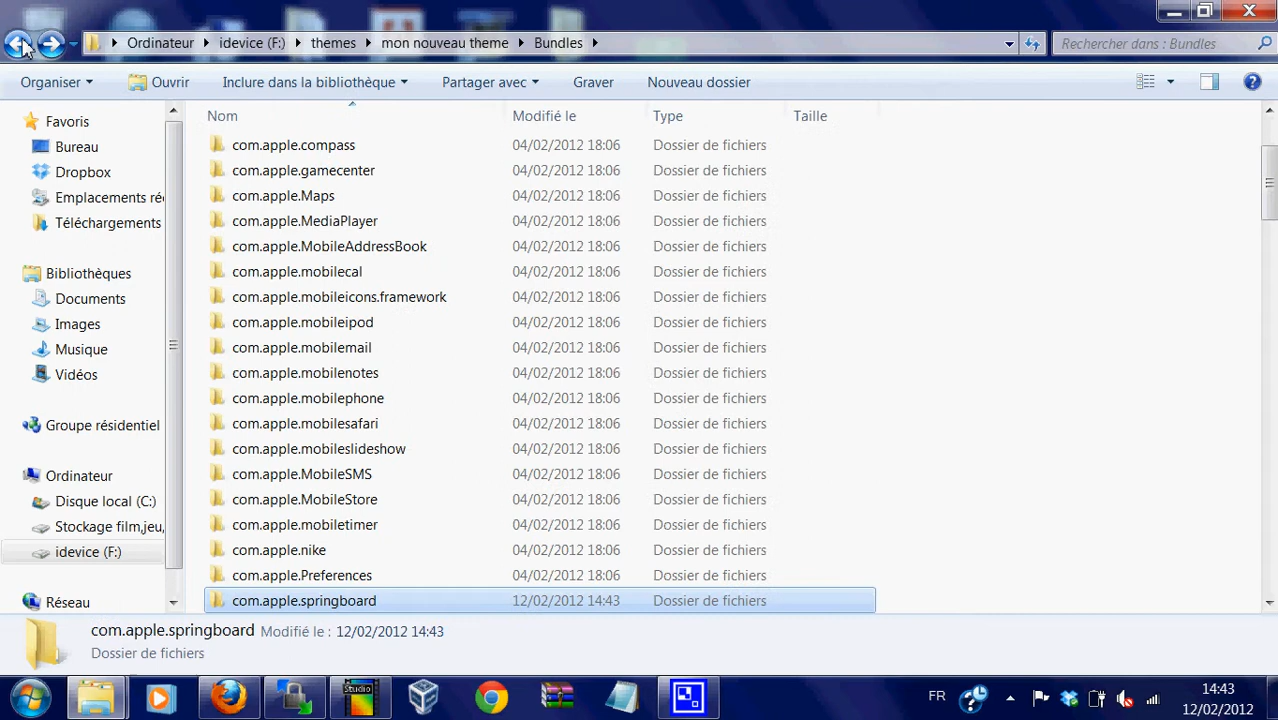 Ordinateur idevice (F:) themes mon nouveau theme Bundles Rechercher dans : Bundles
Organiser Ouvrir Inclure dans la bibliothèque Partager avec Graver Nouveau dossier
Favoris
Bureau
Dropbox
Emplacements ré
Téléchargements
Bibliothèques
Documents
Images
Musique
Vidéos
Groupe résidentiel
Ordinateur
Disque local (C:)
Stockage film,jeu,
idevice (F:)
Réseau
Nom Modifié le Type Taille
com.apple.compass 04/02/2012 18:06 Dossier de fichiers
com.apple.gamecenter 04/02/2012 18:06 Dossier de fichiers
com.apple.Maps 04/02/2012 18:06 Dossier de fichiers
com.apple.MediaPlayer 04/02/2012 18:06 Dossier de fichiers
com.apple.MobileAddressBook 04/02/2012 18:06 Dossier de fichiers
com.apple.mobilecal 04/02/2012 18:06 Dossier de fichiers
com.apple.mobileicons.framework 04/02/2012 18:06 Dossier de fichiers
com.apple.mobileipod 04/02/2012 18:06 Dossier de fichiers
com.apple.mobilemail 04/02/2012 18:06 Dossier de fichiers
com.apple.mobilenotes 04/02/2012 18:06 Dossier de fichiers
com.apple.mobilephone 04/02/2012 18:06 Dossier de fichiers
com.apple.mobilesafari 04/02/2012 18:06 Dossier de fichiers
com.apple.mobileslideshow 04/02/2012 18:06 Dossier de fichiers
com.apple.MobileSMS 04/02/2012 18:06 Dossier de fichiers
com.apple.MobileStore 04/02/2012 18:06 Dossier de fichiers
com.apple.mobiletimer 04/02/2012 18:06 Dossier de fichiers
com.apple.nike 04/02/2012 18:06 Dossier de fichiers
com.apple.Preferences 04/02/2012 18:06 Dossier de fichiers
com.apple.springboard 12/02/2012 14:43 Dossier de fichiers
com.apple.springboard Modifié le : 12/02/2012 14:43
Dossier de fichiers
Studio
FR
14:43
12/02/2012